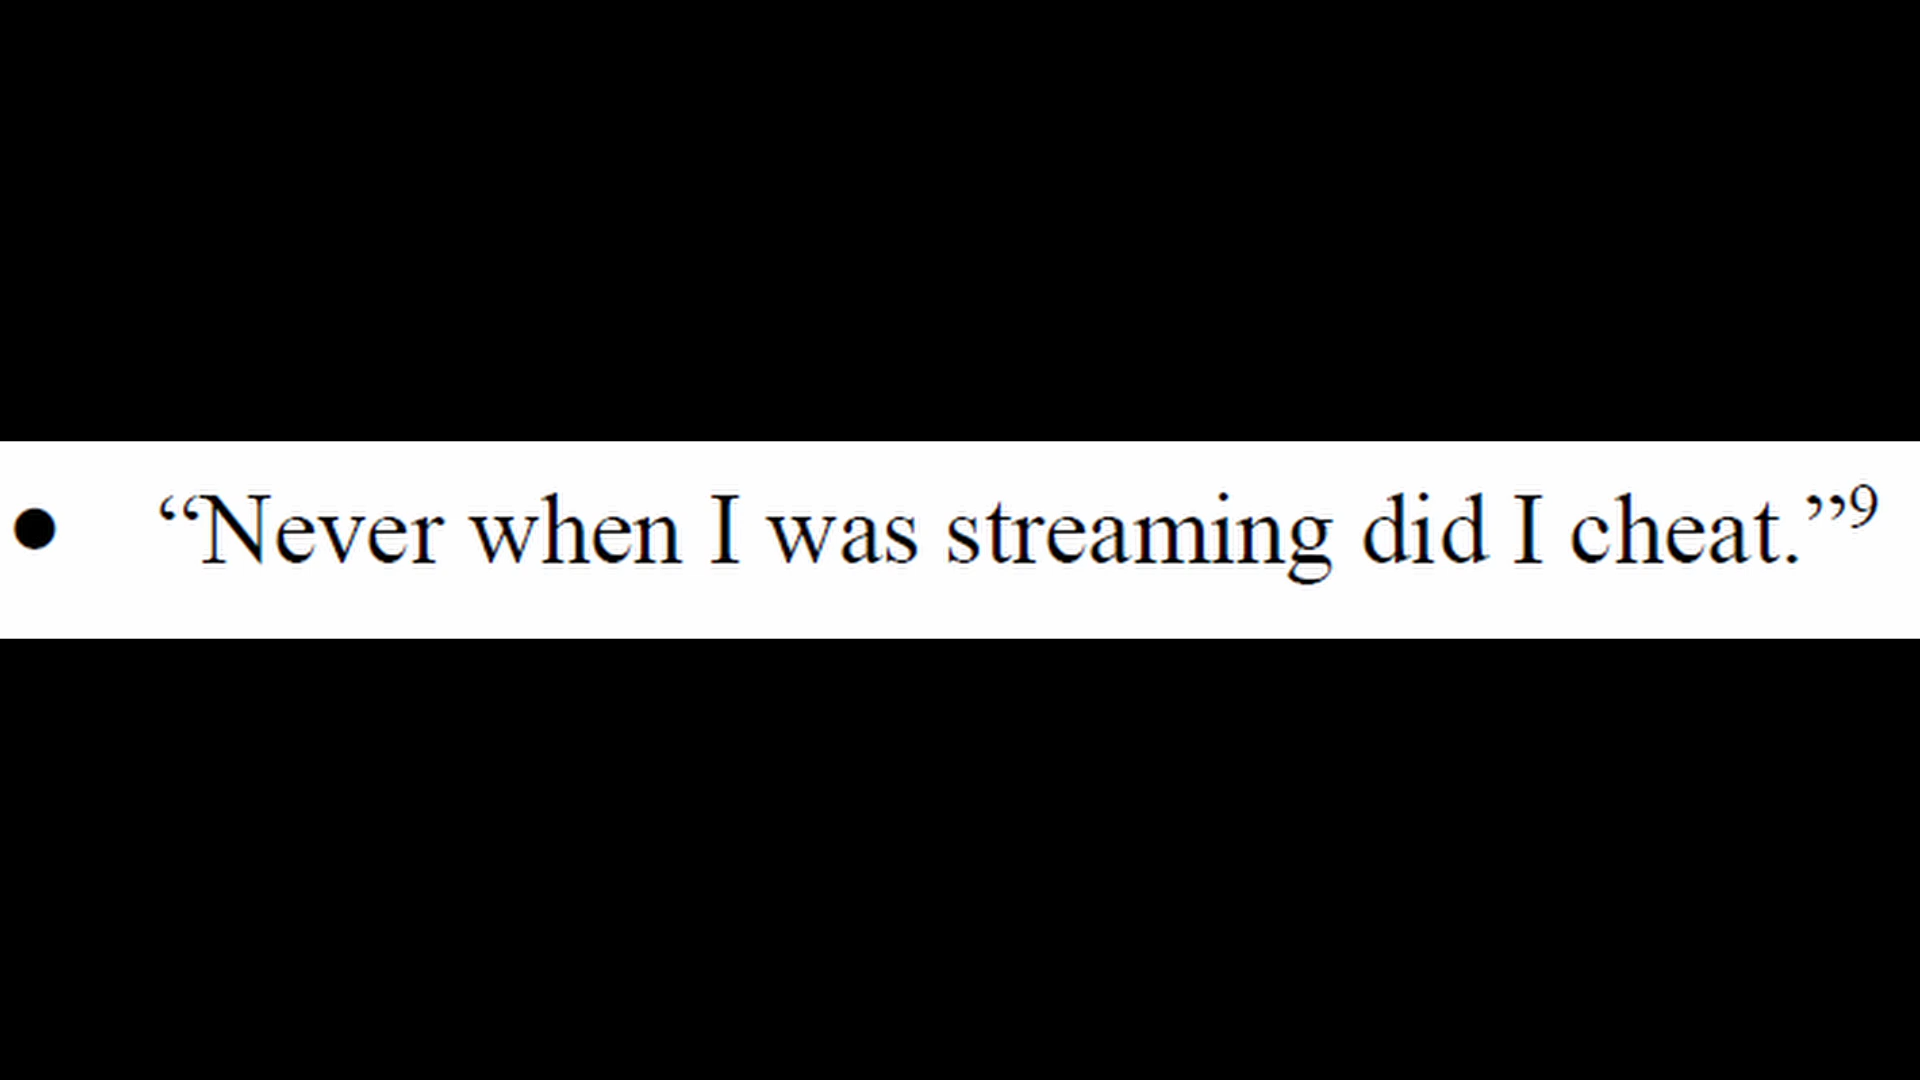 ● “Never when I was streaming did I cheat.”⁹